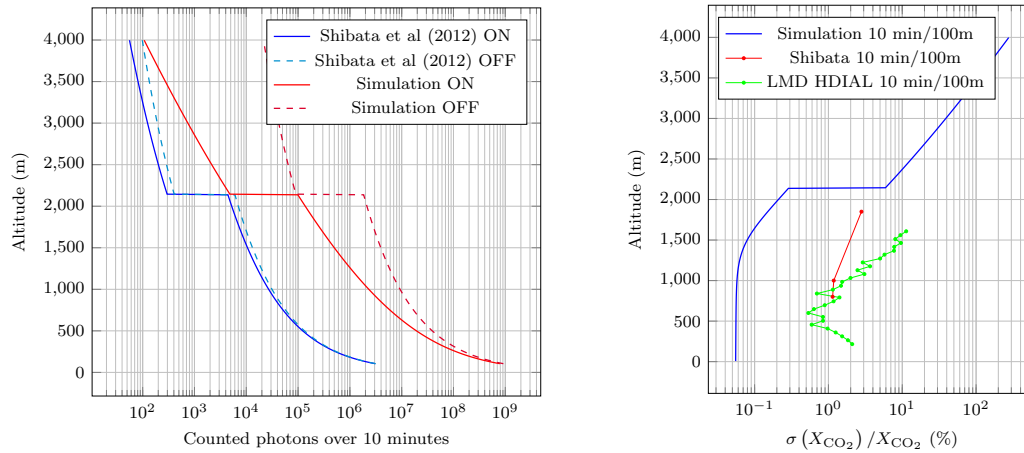 4,000
3,500
3,000
2,500
2,000
1,500
1,000
500
0
Altitude (m)
10^2 10^3 10^4 10^5 10^6 10^7 10^8 10^9
Counted photons over 10 minutes
Shibata et al (2012) ON
Shibata et al (2012) OFF
Simulation ON
Simulation OFF
4,000
3,500
3,000
2,500
2,000
1,500
1,000
500
0
Altitude (m)
10^−1 10^0 10^1 10^2
σ (X_CO₂) /X_CO₂ (%)
Simulation 10 min/100m
Shibata 10 min/100m
LMD HDIAL 10 min/100m